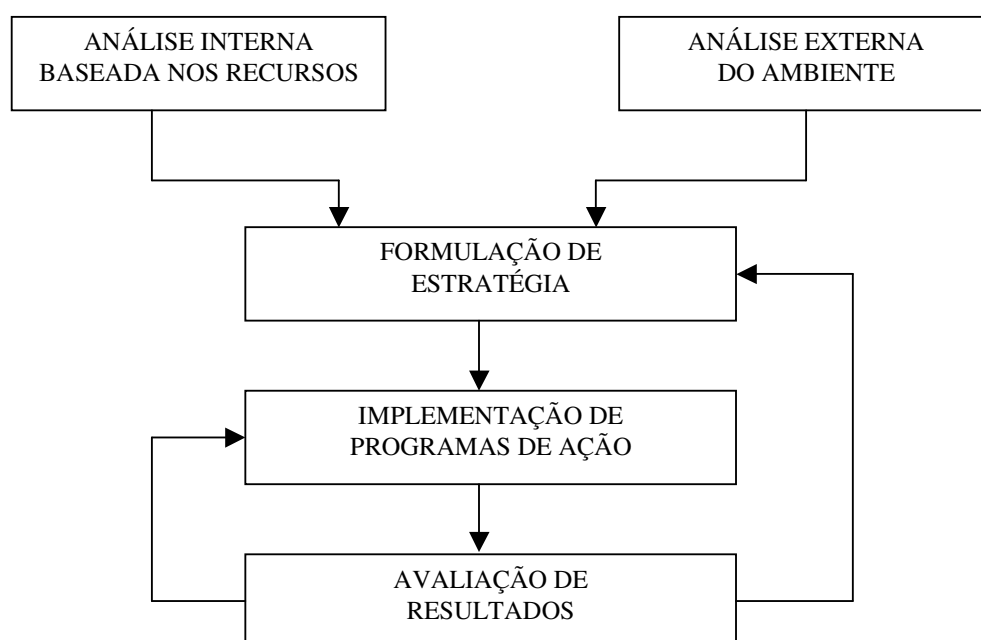 ANÁLISE INTERNA
BASEADA NOS RECURSOS
ANÁLISE EXTERNA
DO AMBIENTE
FORMULAÇÃO DE
ESTRATÉGIA
IMPLEMENTAÇÃO DE
PROGRAMAS DE AÇÃO
AVALIAÇÃO DE
RESULTADOS